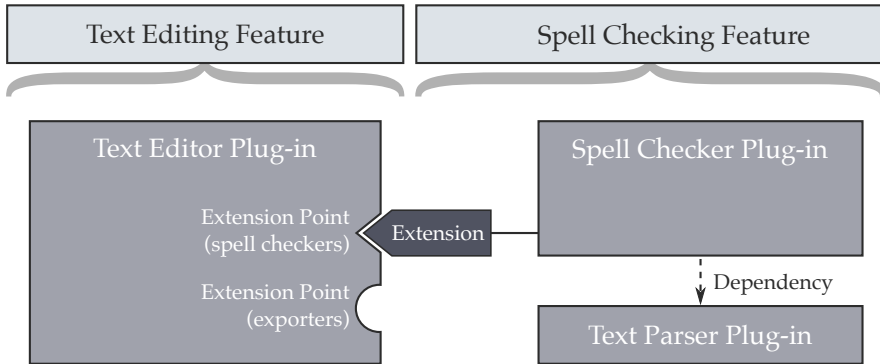 Text Editing Feature
Spell Checking Feature
Text Editor Plug-in
Spell Checker Plug-in
Extension Point
(spell checkers)
Extension
Extension Point
(exporters)
Dependency
Text Parser Plug-in